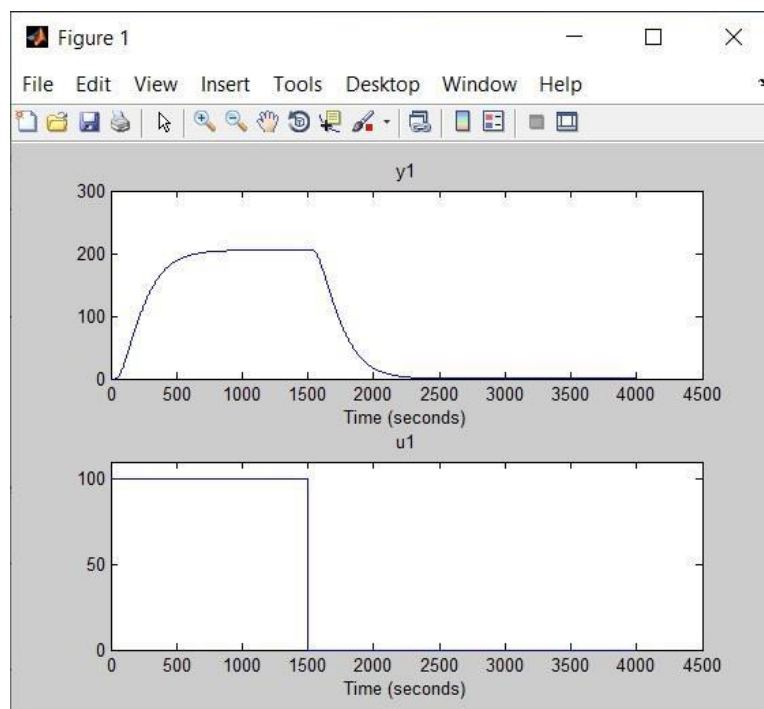 Figure 1
File Edit View Insert Tools Desktop Window Help
y1
300
200
100
0
0 500 1000 1500 2000 2500 3000 3500 4000 4500
Time (seconds)
u1
100
50
0
0 500 1000 1500 2000 2500 3000 3500 4000 4500
Time (seconds)